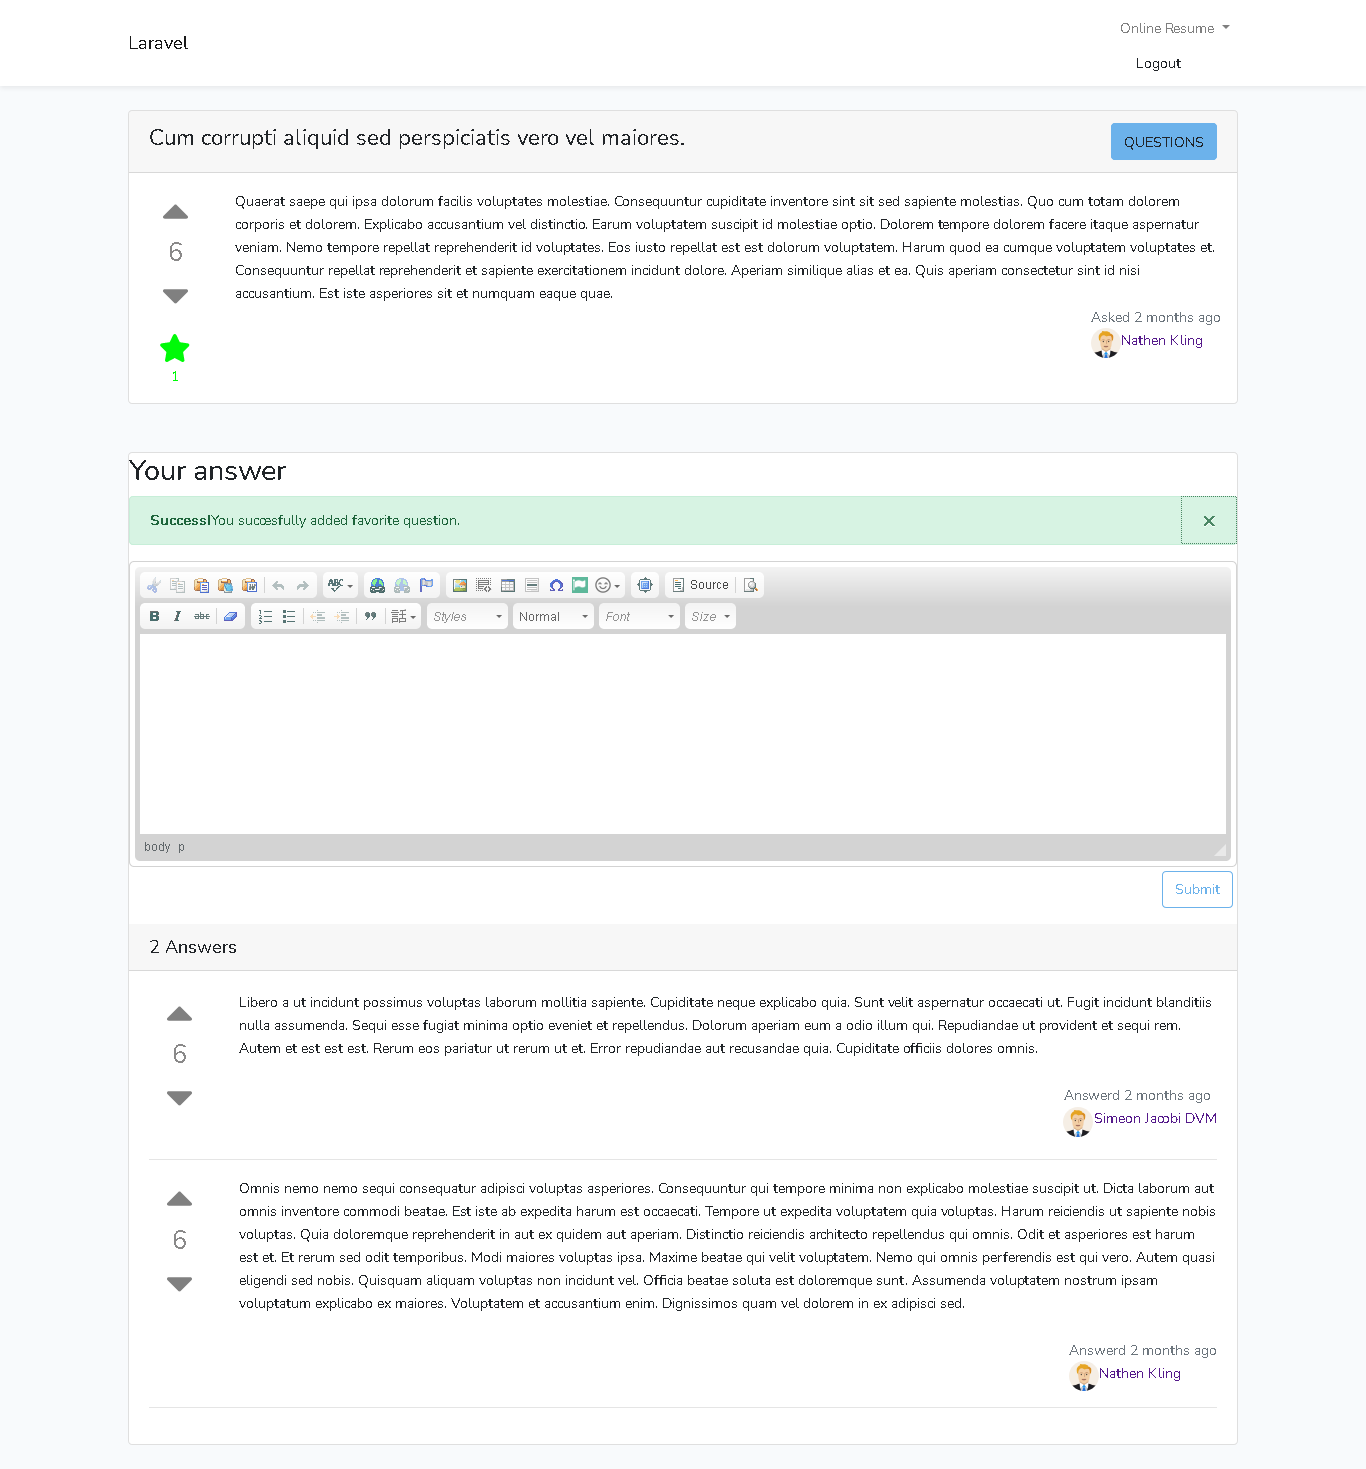 Laravel
Online Resume
Logout
Cum corrupti aliquid sed perspiciatis vero vel maiores.
QUESTIONS
Quaerat saepe qui ipsa dolorum facilis voluptates molestiae. Consequuntur cupiditate inventore sint sit sed sapiente molestias. Quo cum totam dolorem
corporis et dolorem. Explicabo accusantium vel distinctio. Earum voluptatem suscipit id molestiae optio. Dolorem tempore dolorem facere itaque aspernatur
veniam. Nemo tempore repellat reprehenderit id voluptates. Eos iusto repellat est est dolorum voluptatem. Harum quod ea cumque voluptatem voluptates et.
Consequuntur repellat reprehenderit et sapiente exercitationem incidunt dolore. Aperiam similique alias et ea. Quis aperiam consectetur sint id nisi
accusantium. Est iste asperiores sit et numquam eaque quae.
6
1
Asked 2 months ago
Nathen Kling
Your answer
Success!You succesfully added favorite question.
×
ABC
Source
B I abc
Styles Normal Font Size
body p
Submit
2 Answers
Libero a ut incidunt possimus voluptas laborum mollitia sapiente. Cupiditate neque explicabo quia. Sunt velit aspernatur occaecati ut. Fugit incidunt blanditiis
nulla assumenda. Sequi esse fugiat minima optio eveniet et repellendus. Dolorum aperiam eum a odio illum qui. Repudiandae ut provident et sequi rem.
Autem et est est est. Rerum eos pariatur ut rerum ut et. Error repudiandae aut recusandae quia. Cupiditate officiis dolores omnis.
6
Answerd 2 months ago
Simeon Jacobi DVM
Omnis nemo nemo sequi consequatur adipisci voluptas asperiores. Consequuntur qui tempore minima non explicabo molestiae suscipit ut. Dicta laborum aut
omnis inventore commodi beatae. Est iste ab expedita harum est occaecati. Tempore ut expedita voluptatem quia voluptas. Harum reiciendis ut sapiente nobis
voluptas. Quia doloremque reprehenderit in aut ex quidem aut aperiam. Distinctio reiciendis architecto repellendus qui omnis. Odit et asperiores est harum
est et. Et rerum sed odit temporibus. Modi maiores voluptas ipsa. Maxime beatae qui velit voluptatem. Nemo qui omnis perferendis est qui vero. Autem quasi
eligendi sed nobis. Quisquam aliquam voluptas non incidunt vel. Officia beatae soluta est doloremque sunt. Assumenda voluptatem nostrum ipsam
voluptatum explicabo ex maiores. Voluptatem et accusantium enim. Dignissimos quam vel dolorem in ex adipisci sed.
6
Answerd 2 months ago
Nathen Kling